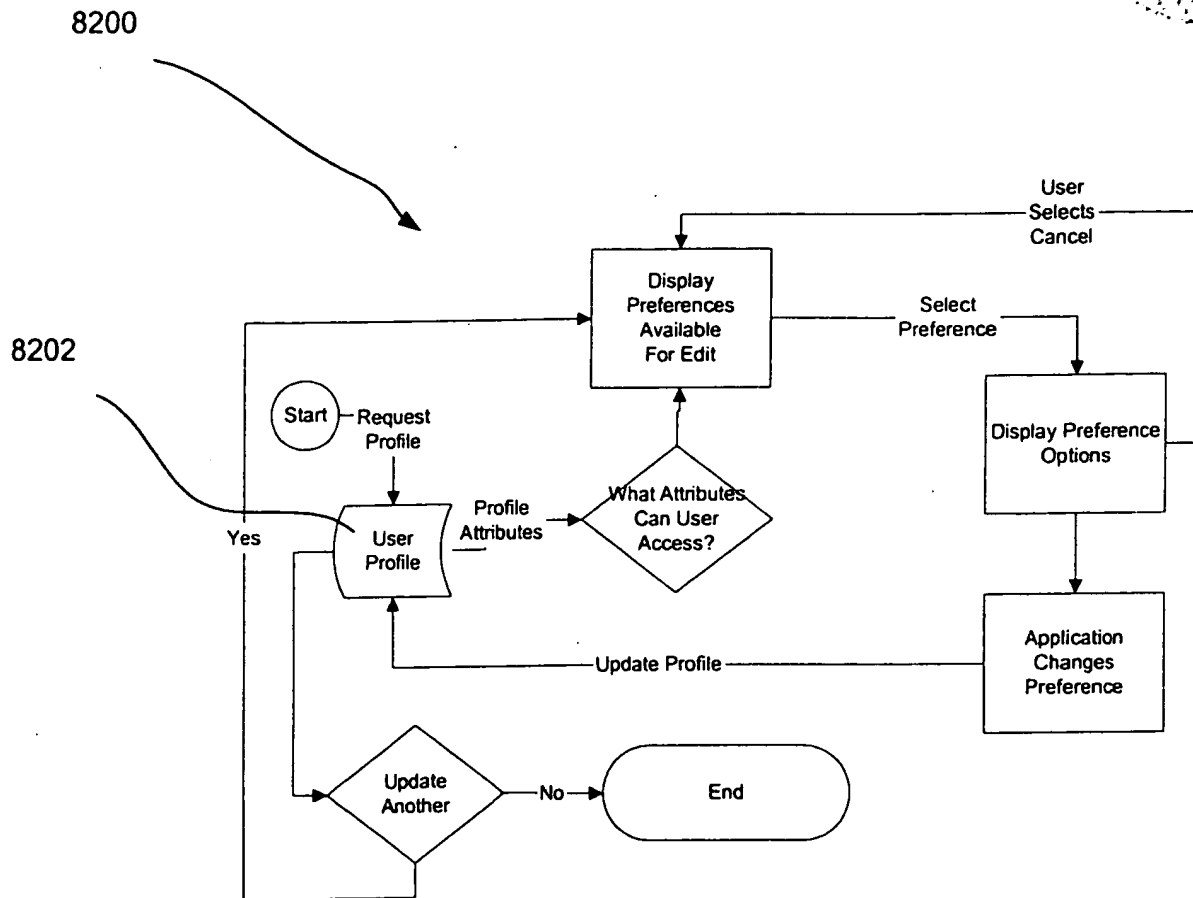 8200
User
Selects
Cancel
Display
Preferences
Available
For Edit
Select
Preference
8202
Start
Request
Profile
Display Preference
Options
What Attributes
Can User
Access?
Profile
Attributes
User
Profile
Yes
Application
Changes
Preference
Update Profile
Update
Another
No
End